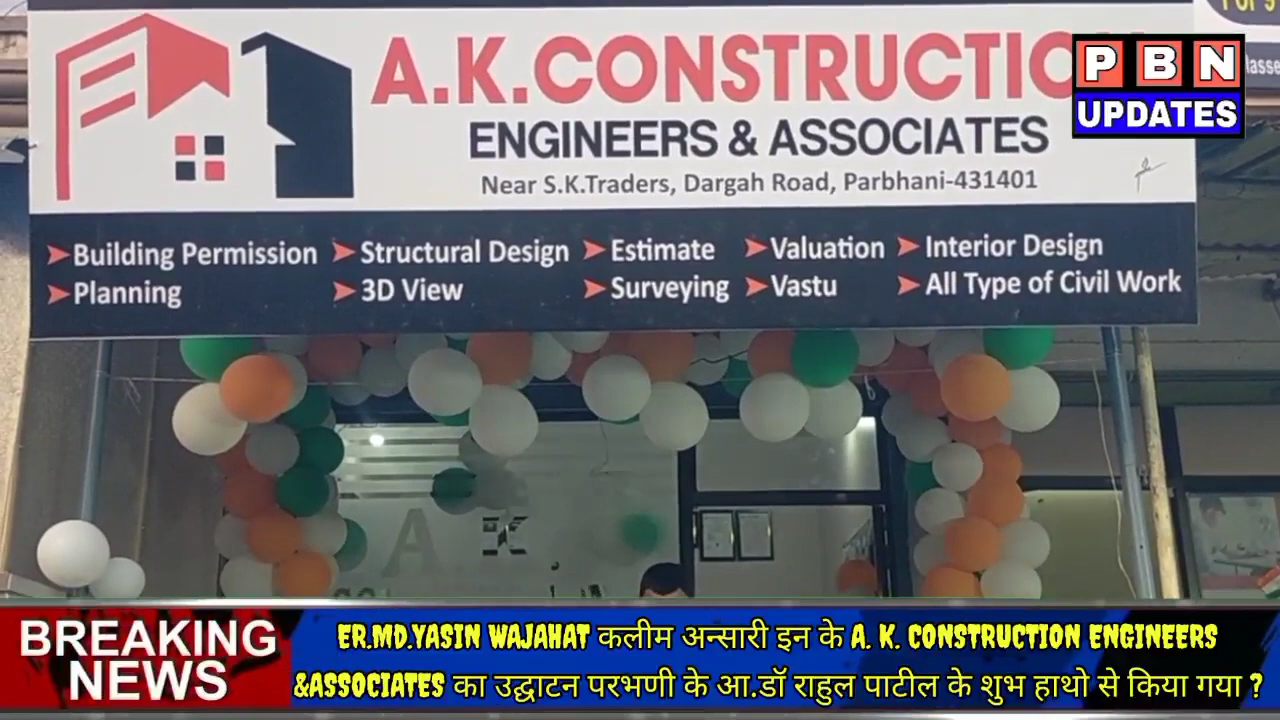 A.K.CONSTRUCTIO
PBN
UPDATES
ENGINEERS & ASSOCIATES
Near S.K.Traders, Dargah Road, Parbhani-431401
➤Building Permission ➤Structural Design ➤Estimate ➤Valuation ➤Interior Design
➤Planning ➤3D View ➤Surveying ➤Vastu ➤All Type of Civil Work
A K
BREAKING
NEWS
ER.MD.YASIN WAJAHAT कलीम अन्सारी इन के A. K. CONSTRUCTION ENGINEERS
&ASSOCIATES का उद्घाटन परभणी के आ.डॉ राहुल पाटील के शुभ हाथो से किया गया ?